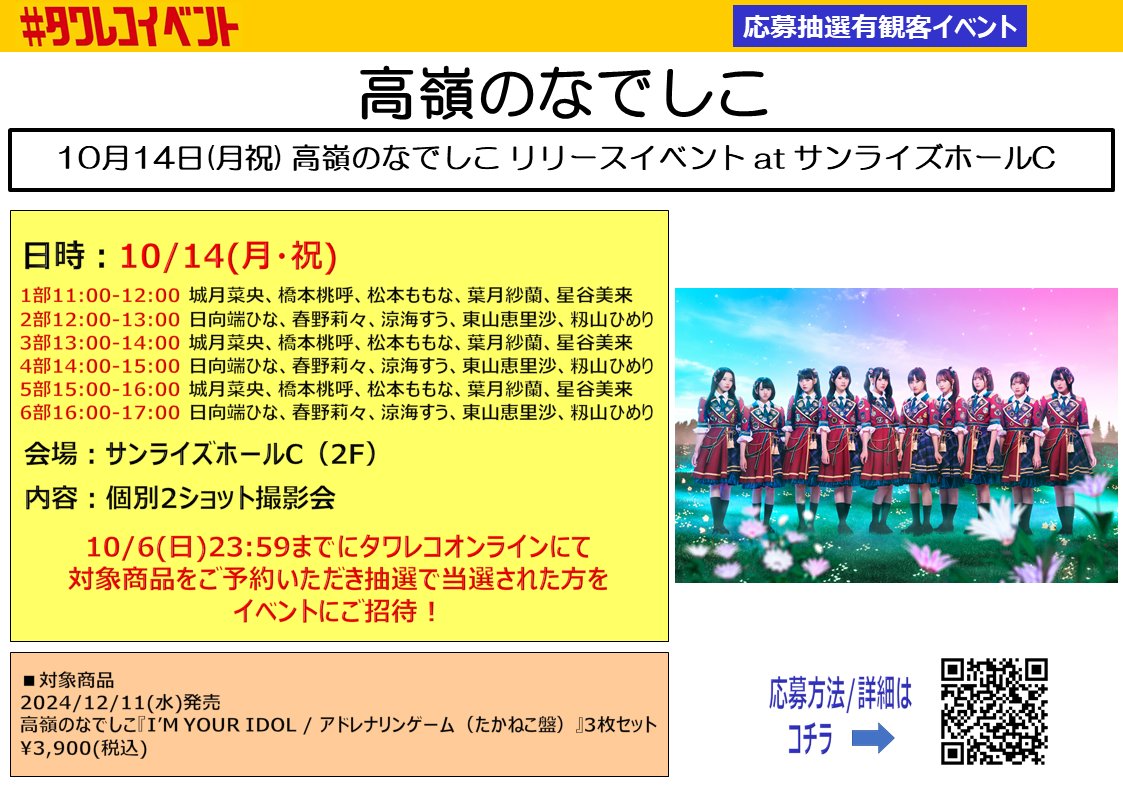 #タワレコイベント
応募抽選有観客イベント
高嶺のなでしこ
10月14日(月祝) 高嶺のなでしこ リリースイベント at サンライズホールC
日時：10/14(月・祝)
1部11:00-12:00 城月菜央、橋本桃呼、松本ももな、葉月紗蘭、星谷美来
2部12:00-13:00 日向端ひな、春野莉々、涼海すう、東山恵里沙、籾山ひめり
3部13:00-14:00 城月菜央、橋本桃呼、松本ももな、葉月紗蘭、星谷美来
4部14:00-15:00 日向端ひな、春野莉々、涼海すう、東山恵里沙、籾山ひめり
5部15:00-16:00 城月菜央、橋本桃呼、松本ももな、葉月紗蘭、星谷美来
6部16:00-17:00 日向端ひな、春野莉々、涼海すう、東山恵里沙、籾山ひめり
会場：サンライズホールC（2F）
内容：個別2ショット撮影会
10/6(日)23:59までにタワレコオンラインにて
対象商品をご予約いただき抽選で当選された方を
イベントにご招待！
■対象商品
2024/12/11(水)発売
高嶺のなでしこ『I'M YOUR IDOL / アドレナリンゲーム（たかねこ盤）』3枚セット
¥3,900(税込)
応募方法/詳細は
コチラ